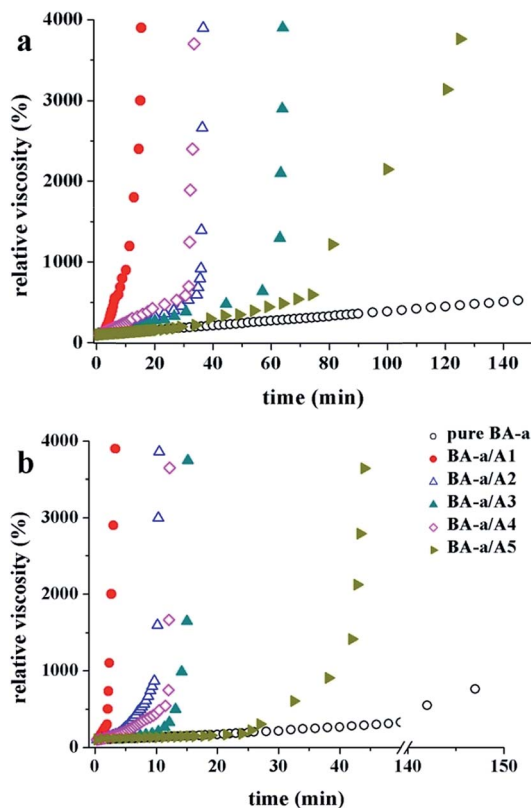 a
4000
3000
2000
1000
0
relative viscosity (%)
0 20 40 60 80 100 120 140
time (min)
b
pure BA-a
BA-a/A1
BA-a/A2
BA-a/A3
BA-a/A4
BA-a/A5
4000
3000
2000
1000
0
relative viscosity (%)
0 10 20 30 40 140 150
time (min)